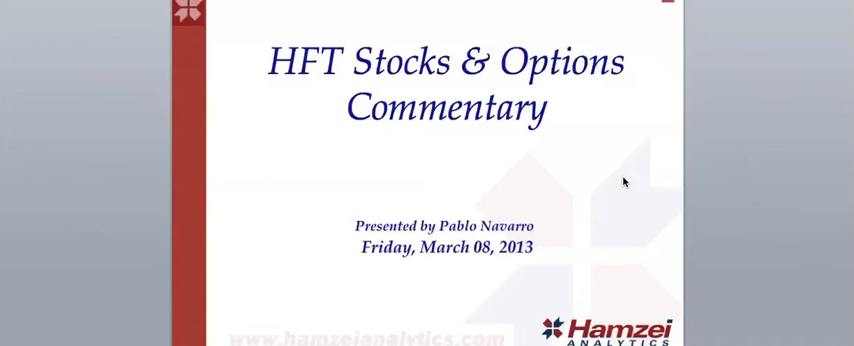 HFT Stocks & Options
Commentary
Presented by Pablo Navarro
Friday, March 08, 2013
Hamzei
ANALYTICS
www.hamzeianalytics.com